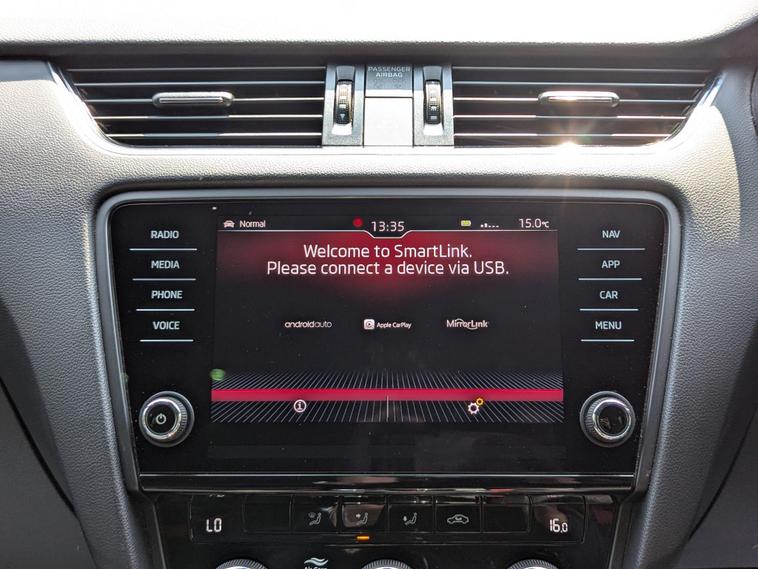 PASSENGER
AIRBAG
RADIO
MEDIA
PHONE
VOICE
Normal
13:35
15.0°C
Welcome to SmartLink.
Please connect a device via USB.
androidauto
Apple CarPlay
MirrorLink
NAV
APP
CAR
MENU
LO
16.0